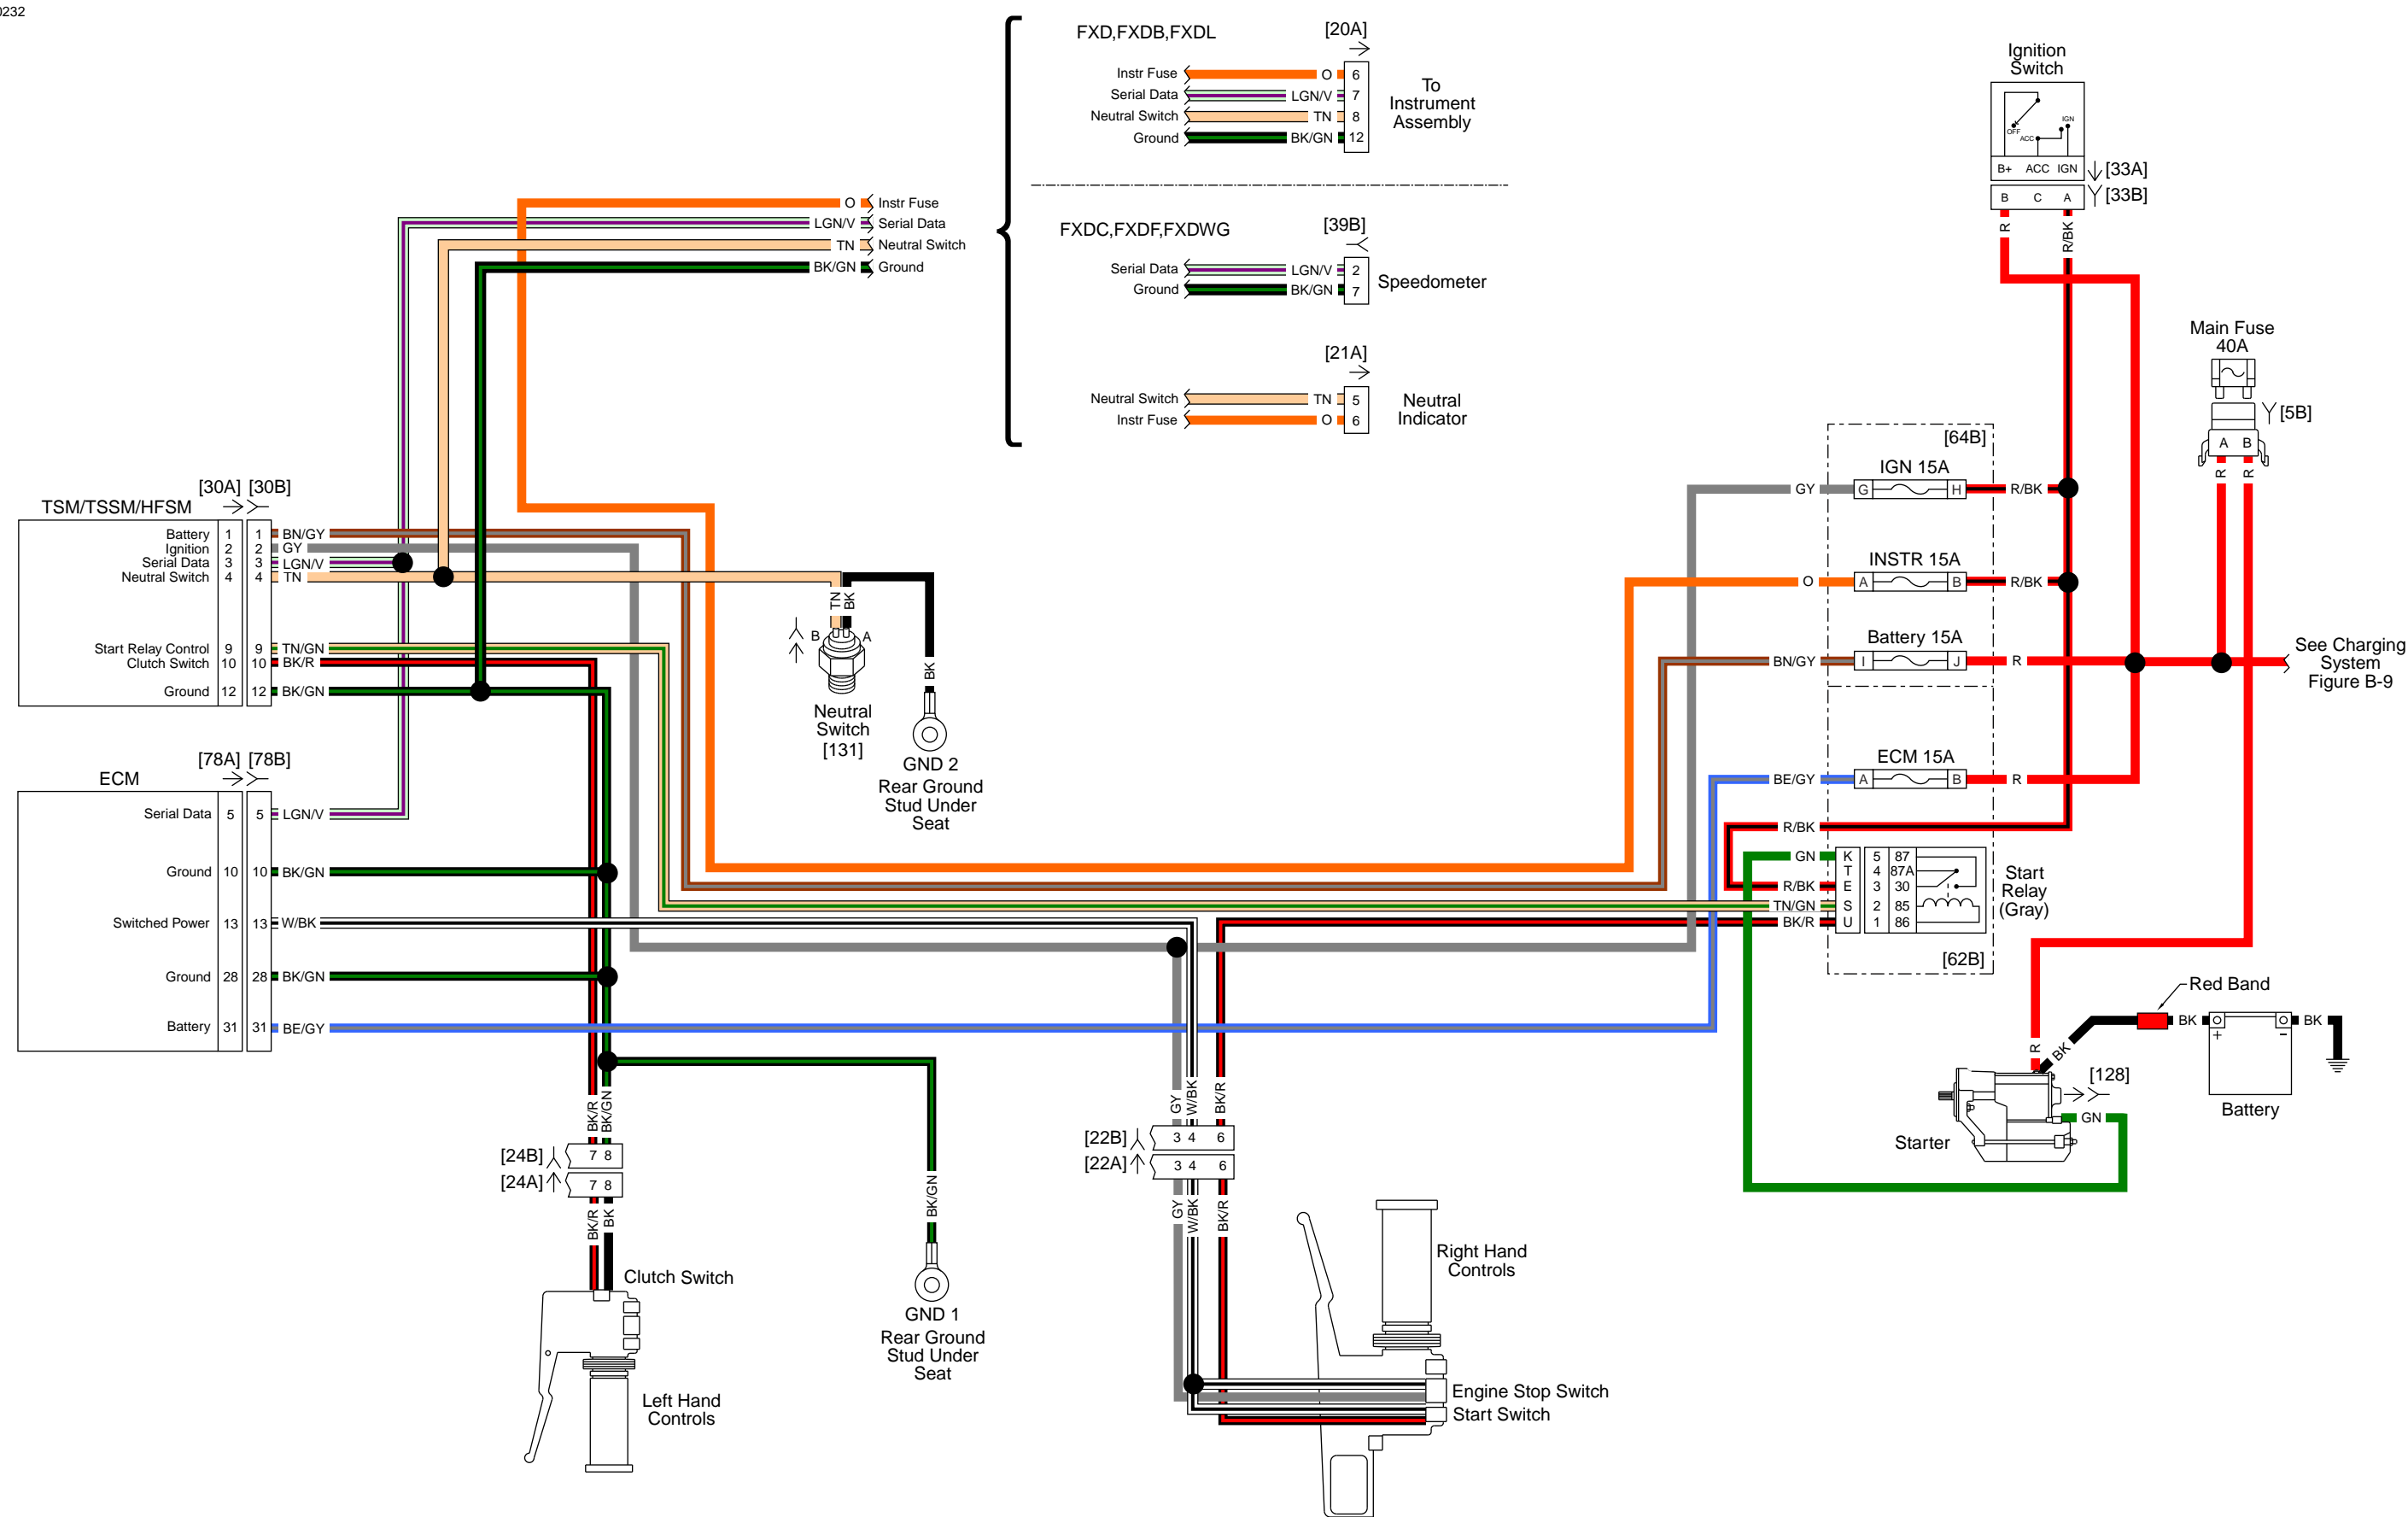 0232
FXD,FXDB,FXDL
[20A]
Instr Fuse O 6
Serial Data LGN/V 7
Neutral Switch TN 8
Ground BK/GN 12
To
Instrument
Assembly
FXDC,FXDF,FXDWG
[39B]
Serial Data LGN/V 2
Ground BK/GN 7
Speedometer
[21A]
Neutral Switch TN 5
Instr Fuse O 6
Neutral
Indicator
O Instr Fuse
LGN/V Serial Data
TN Neutral Switch
BK/GN Ground
Ignition
Switch
OFF
ACC
IGN
B+ ACC IGN
[33A]
B C A
[33B]
R
R/BK
Main Fuse
40A
[5B]
A B
R
R
[64B]
IGN 15A
GY G H R/BK
INSTR 15A
O A B R/BK
Battery 15A
BN/GY I J R
See Charging
System
Figure B-9
ECM 15A
BE/GY A B R
R/BK
GN K 5 87
T 4 87A
R/BK E 3 30
TN/GN S 2 85
BK/R U 1 86
Start
Relay
(Gray)
[62B]
TSM/TSSM/HFSM
[30A] [30B]
Battery 1 1 BN/GY
Ignition 2 2 GY
Serial Data 3 3 LGN/V
Neutral Switch 4 4 TN
Start Relay Control 9 9 TN/GN
Clutch Switch 10 10 BK/R
Ground 12 12 BK/GN
TN
BK
B A
Neutral
Switch
[131]
BK
GND 2
Rear Ground
Stud Under
Seat
ECM
[78A] [78B]
Serial Data 5 5 LGN/V
Ground 10 10 BK/GN
Switched Power 13 13 W/BK
Ground 28 28 BK/GN
Battery 31 31 BE/GY
BK/R
BK/GN
[24B] 7 8
[24A] 7 8
BK/R
BK
Clutch Switch
Left Hand
Controls
BK/GN
GND 1
Rear Ground
Stud Under
Seat
GY
W/BK
BK/R
[22B] 3 4 6
[22A] 3 4 6
GY
W/BK
BK/R
Right Hand
Controls
Engine Stop Switch
Start Switch
Red Band
R
BK
BK
+ -
BK
Battery
[128]
GN
Starter